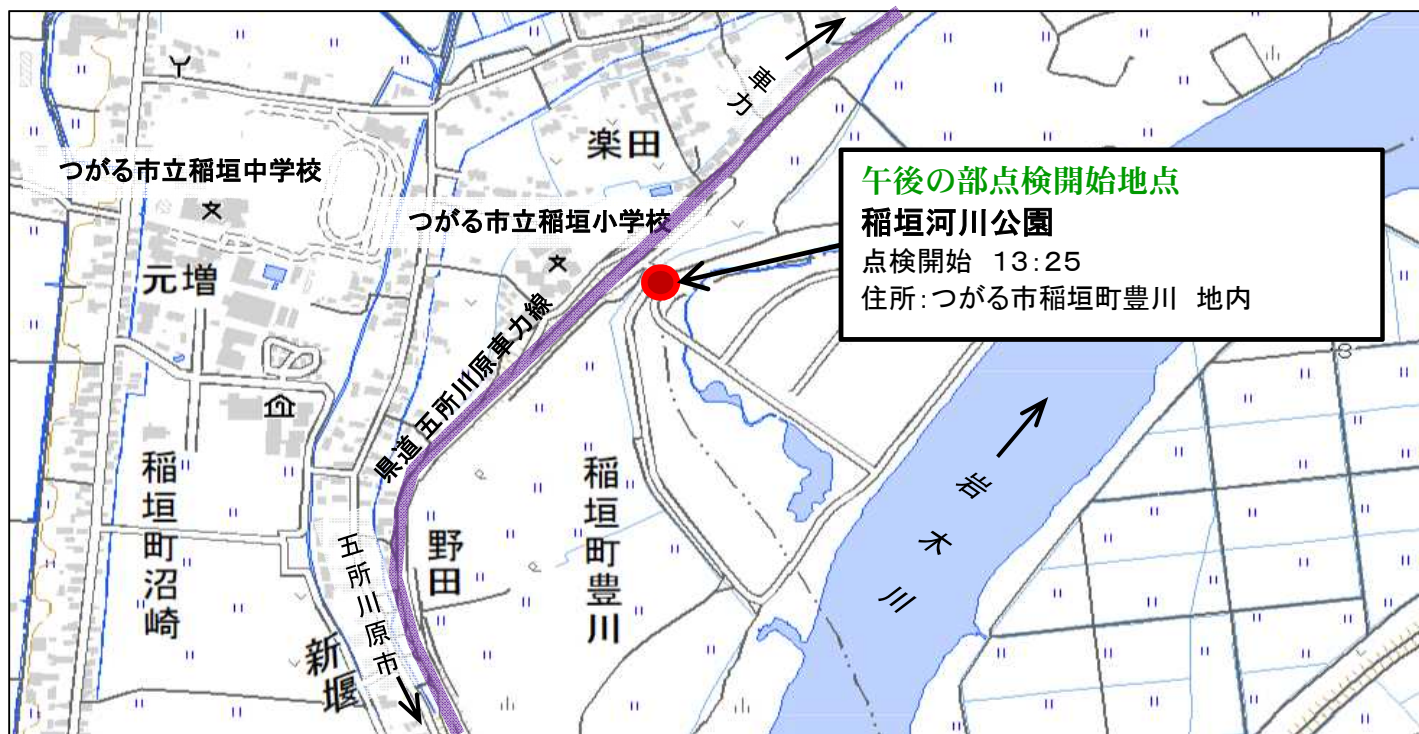 車力
楽田
つがる市立稲垣中学校
つがる市立稲垣小学校
午後の部点検開始地点
稲垣河川公園
点検開始 13:25
住所:つがる市稲垣町豊川 地内
元増
県道 五所川原車力線
岩木川
稲垣町沼崎
稲垣町豊川
野田
五所川原市
新堰